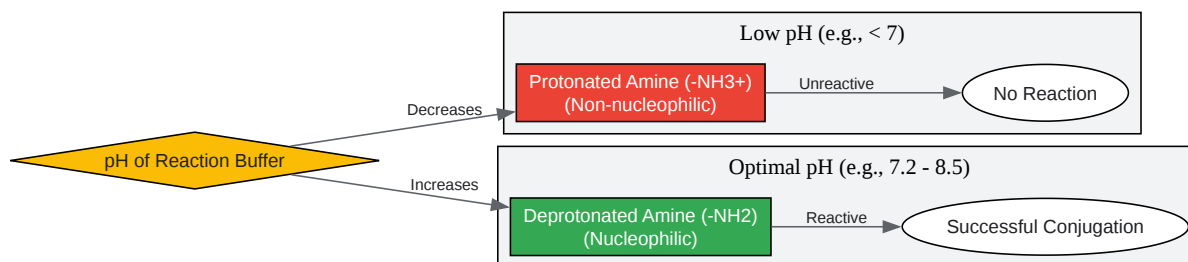 Low pH (e.g., < 7)
Protonated Amine (-NH3+)
(Non-nucleophilic)
Unreactive
No Reaction
Decreases
pH of Reaction Buffer
Increases
Optimal pH (e.g., 7.2 - 8.5)
Deprotonated Amine (-NH2)
(Nucleophilic)
Reactive
Successful Conjugation